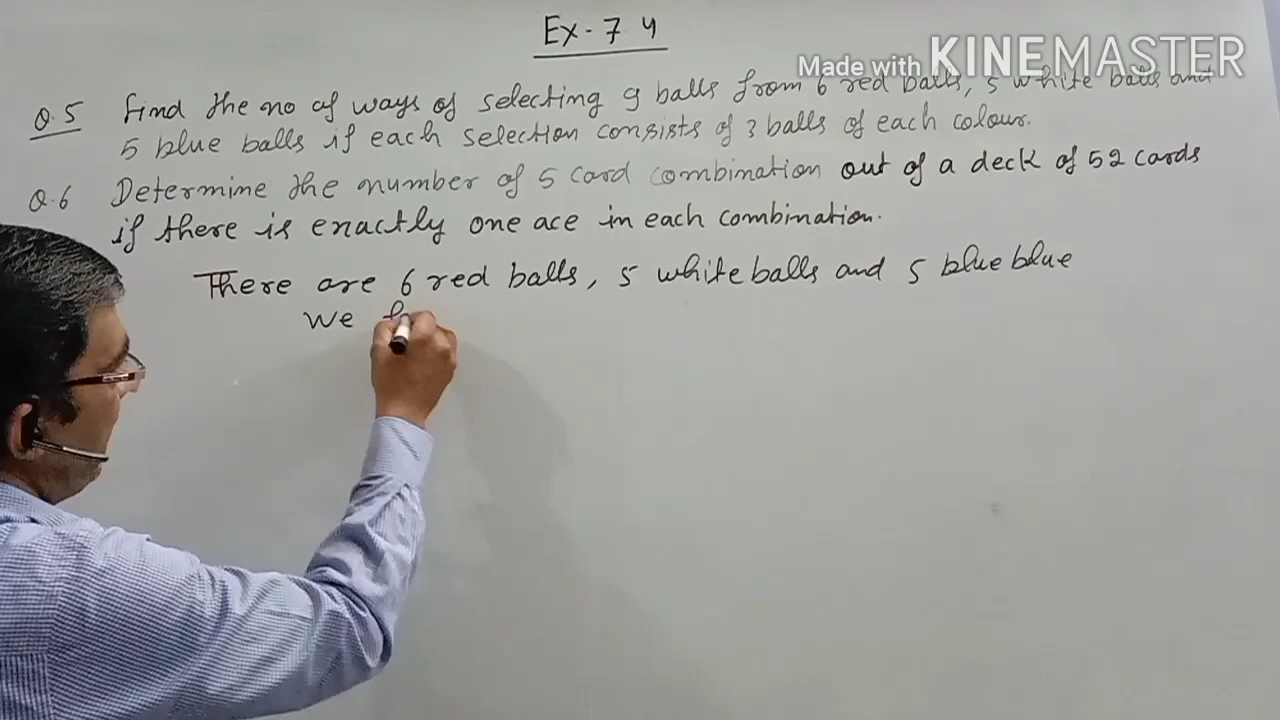 Ex - 7 4
Made with KINEMASTER
Q.5 Find the no of ways of selecting 9 balls from 6 red balls, 5 white balls and
5 blue balls if each selection consists of 3 balls of each colour.
Q.6 Determine the number of 5 card combination out of a deck of 52 cards
if there is exactly one ace in each combination.
There are 6 red balls, 5 white balls and 5 blue blue
We